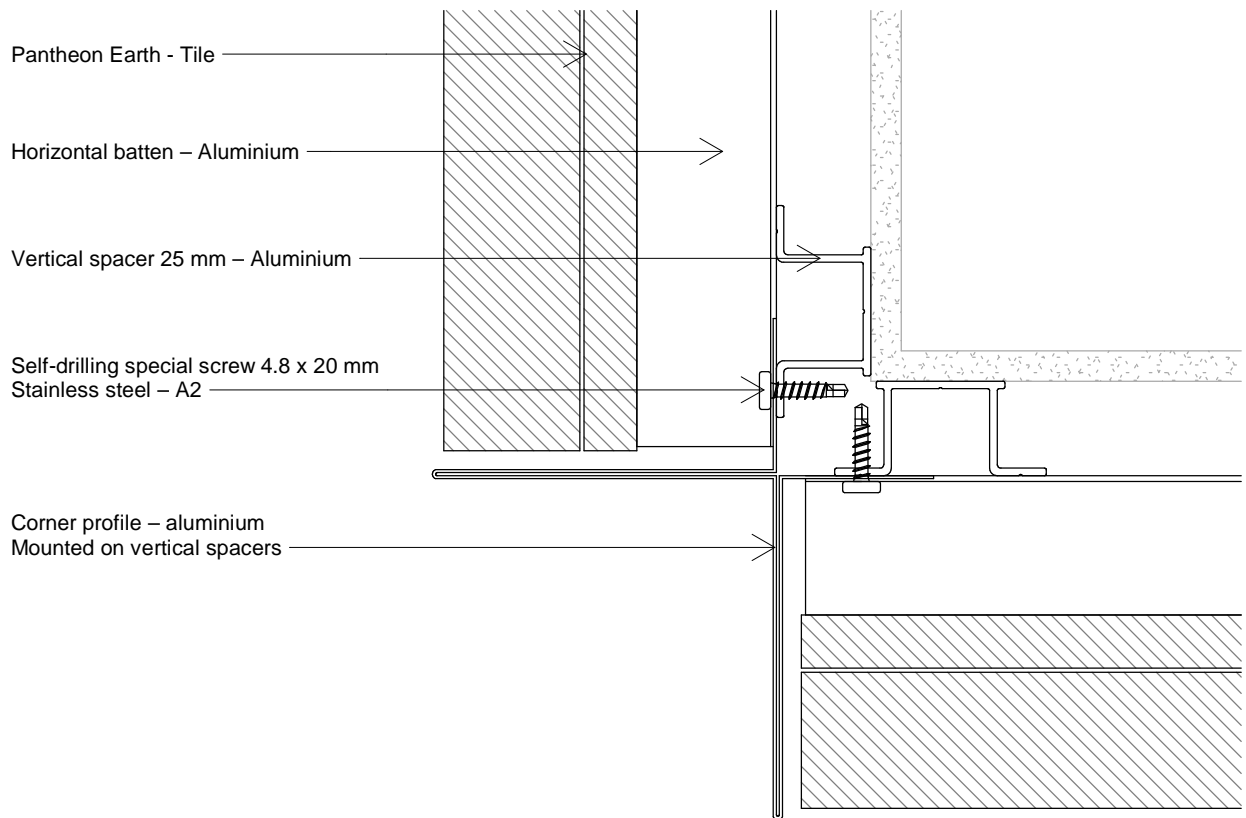 Pantheon Earth - Tile
Horizontal batten – Aluminium
Vertical spacer 25 mm – Aluminium
Self-drilling special screw 4.8 x 20 mm
Stainless steel – A2
Corner profile – aluminium
Mounted on vertical spacers